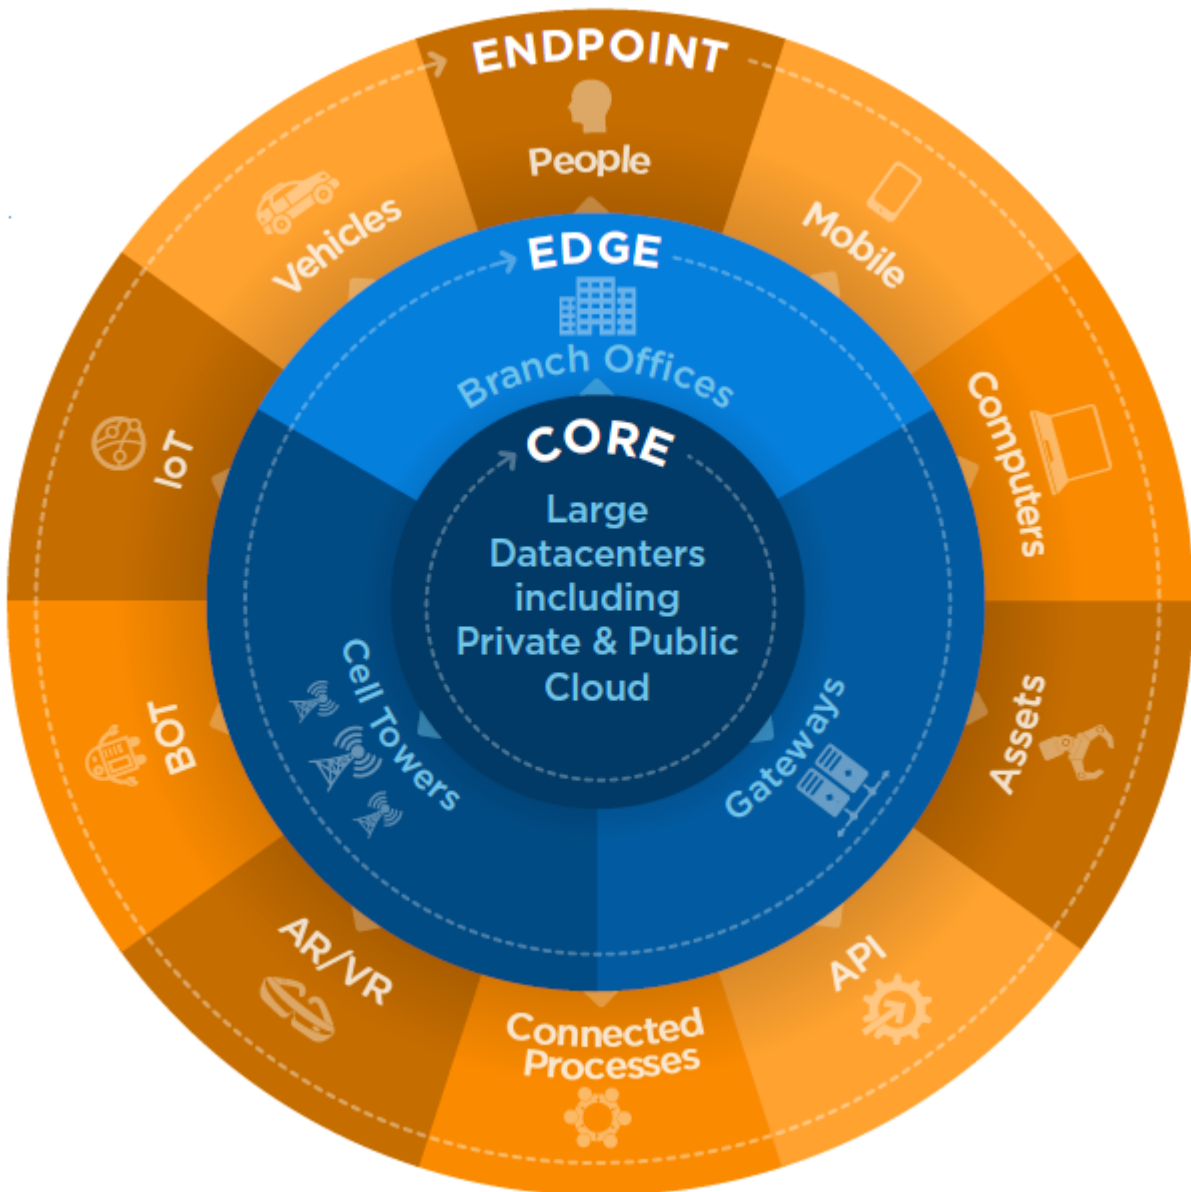 ENDPOINT
People
Mobile
Computers
Assets
API
Connected
Processes
AR/VR
BOT
IoT
Vehicles
EDGE
Branch Offices
Gateways
Cell Towers
CORE
Large
Datacenters
including
Private & Public
Cloud